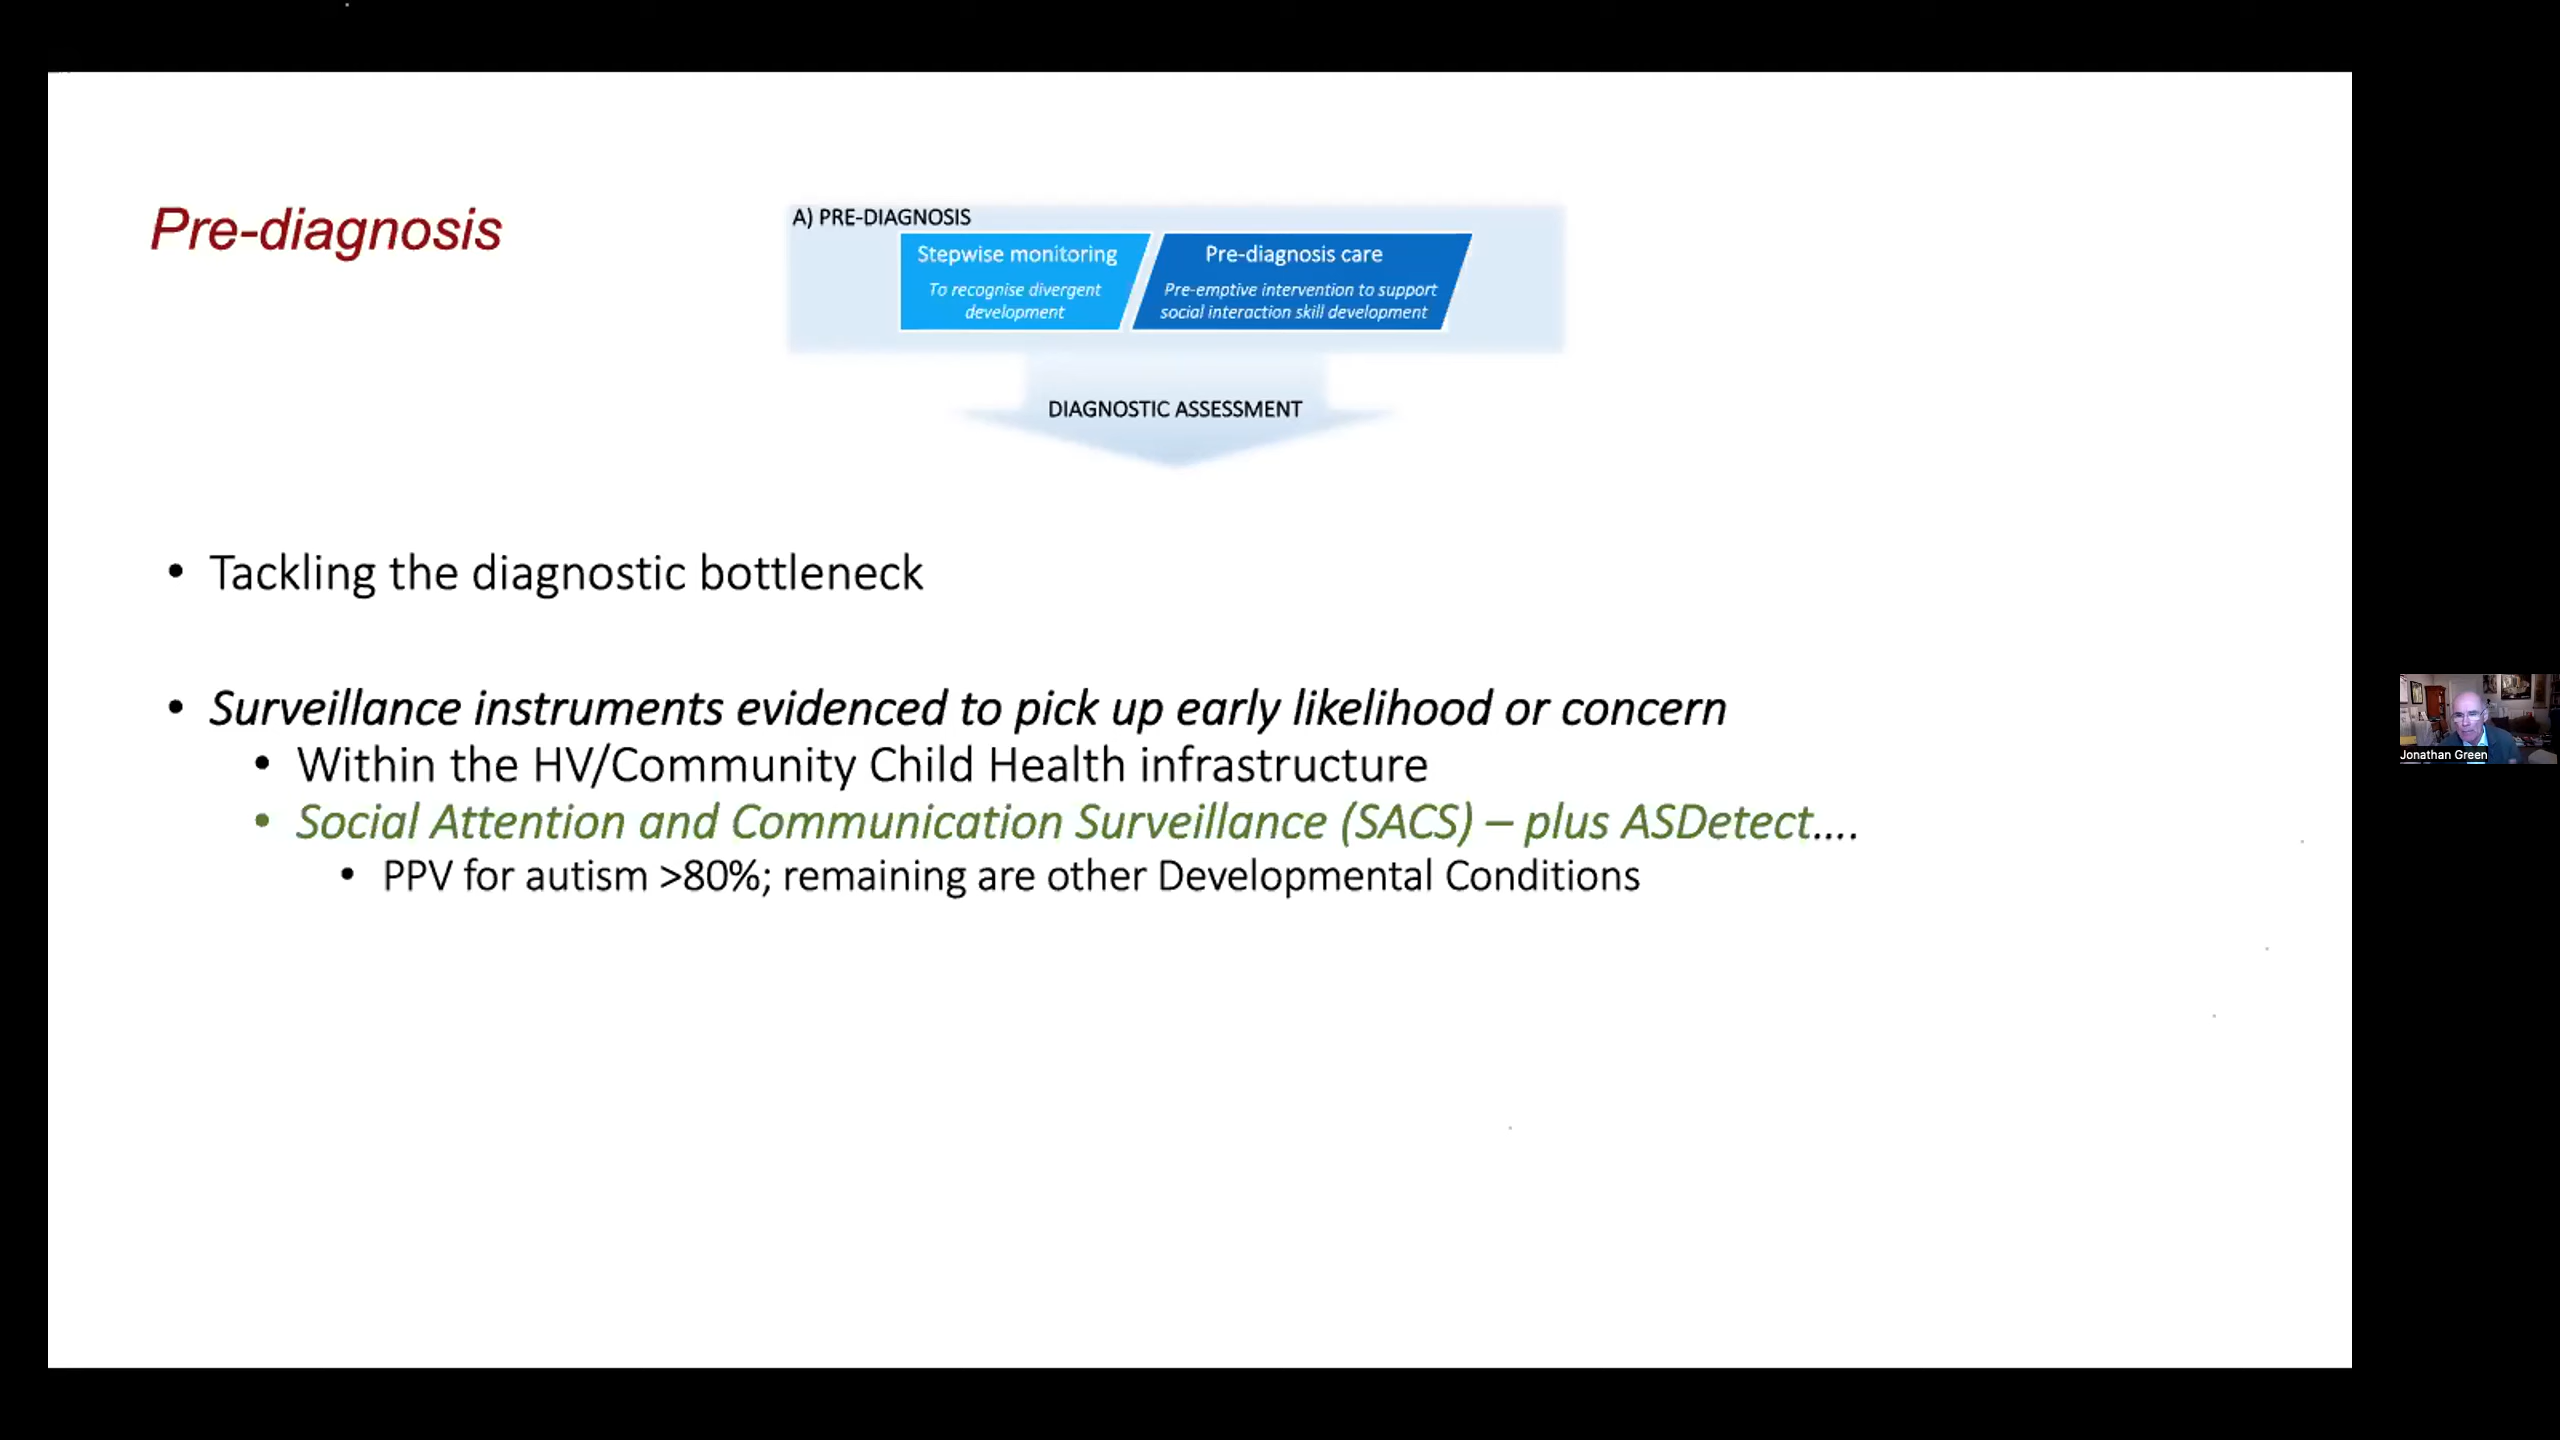 Pre-diagnosis
A) PRE-DIAGNOSIS
Stepwise monitoring
To recognise divergent
development
Pre-diagnosis care
Pre-emptive intervention to support
social interaction skill development
DIAGNOSTIC ASSESSMENT
• Tackling the diagnostic bottleneck
• Surveillance instruments evidenced to pick up early likelihood or concern
• Within the HV/Community Child Health infrastructure
• Social Attention and Communication Surveillance (SACS) – plus ASDetect....
• PPV for autism >80%; remaining are other Developmental Conditions
Jonathan Green